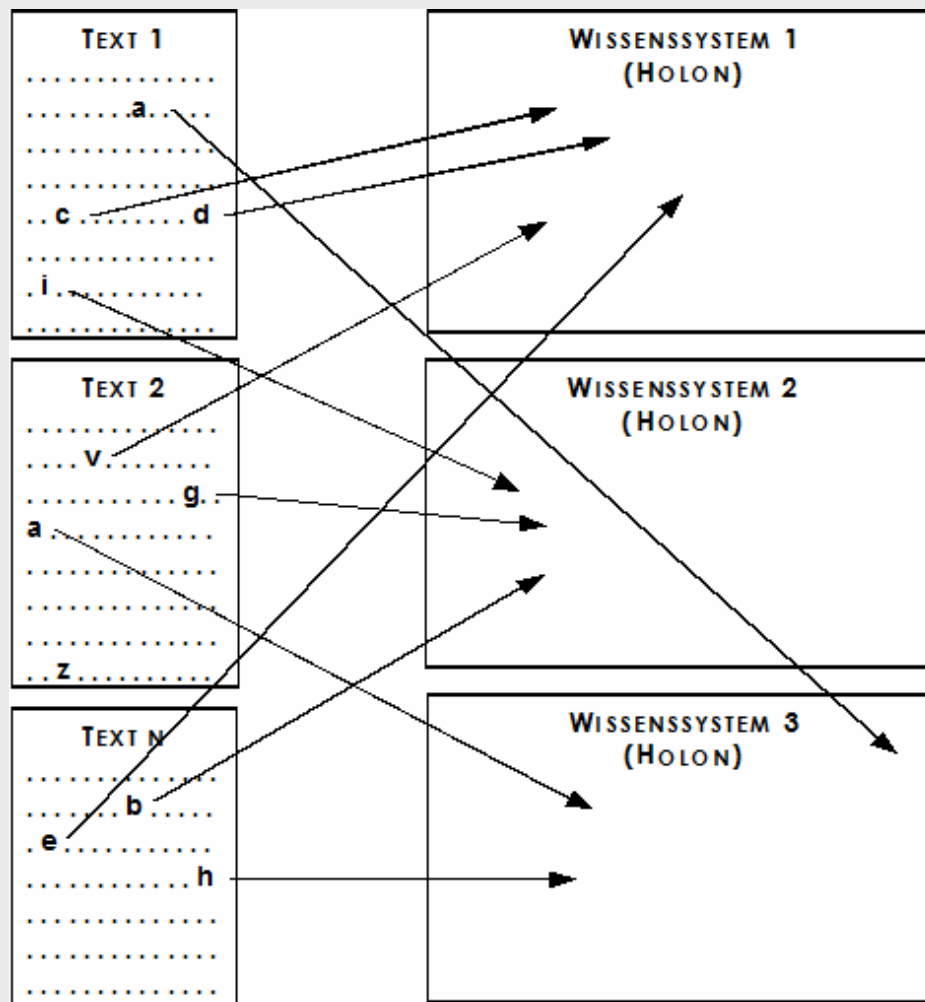 TEXT 1
. . . . . . . . . . . . . .
. . . . . . . . a . . . . .
. . . . . . . . . . . . . .
. . . . . . . . . . . . . .
. . c . . . . . . . . d
. . . . . . . . . . . . . .
. i . . . . . . . . . . .
. . . . . . . . . . . . . .
TEXT 2
. . . . . . . . . . . . . .
. . . . v . . . . . . . .
. . . . . . . . . . . g . .
a . . . . . . . . . . . .
. . . . . . . . . . . . . .
. . . . . . . . . . . . . .
. . . . . . . . . . . . . .
. . z . . . . . . . . . .
TEXT N
. . . . . . . . . . . . . .
. . . . . . . b . . . . .
. e . . . . . . . . . . .
. . . . . . . . . . . . h
. . . . . . . . . . . . . .
. . . . . . . . . . . . . .
. . . . . . . . . . . . . .
WISSENSSYSTEM 1
(HOLON)
WISSENSSYSTEM 2
(HOLON)
WISSENSSYSTEM 3
(HOLON)